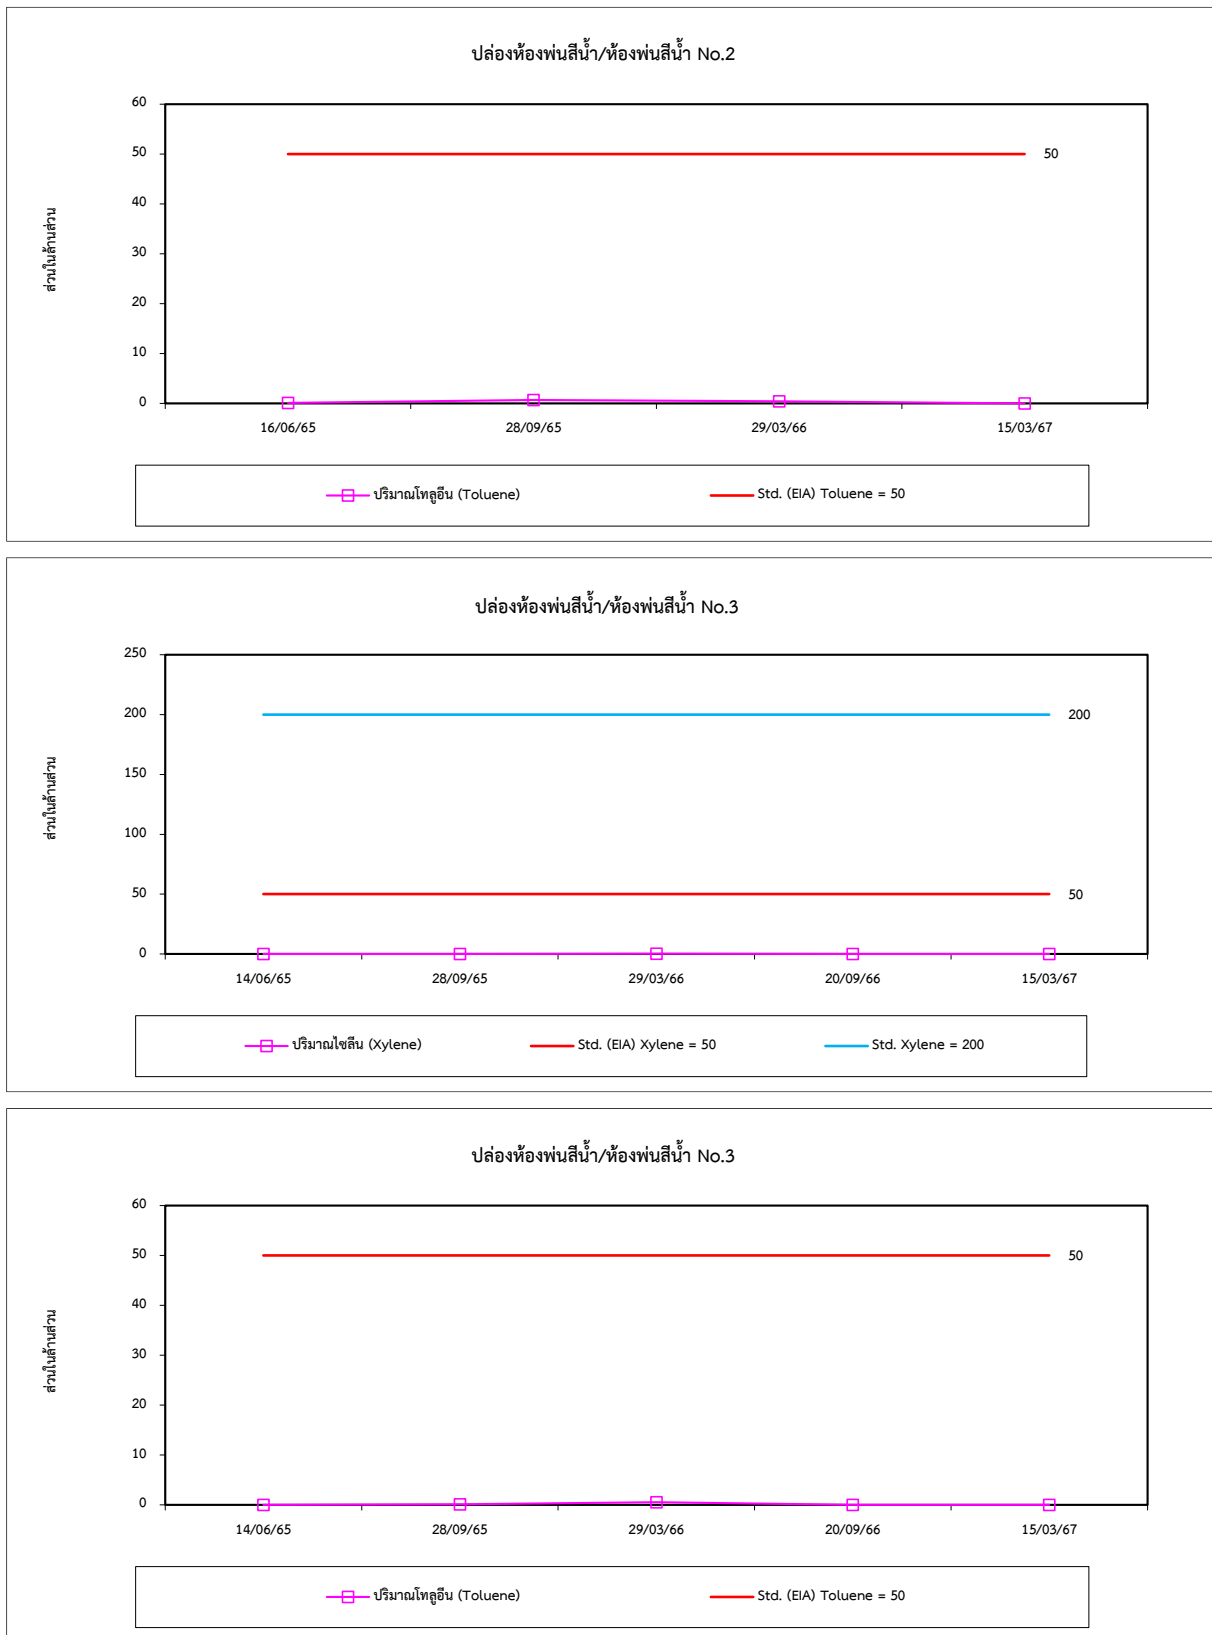 ปล่องห้องพ่นสีน้ำ/ห้องพ่นสีน้ำ No.2
ส่วนในล้านส่วน
60
50
40
30
20
10
0
50
16/06/65 28/09/65 29/03/66 15/03/67
ปริมาณโทลูอีน (Toluene) Std. (EIA) Toluene = 50
ปล่องห้องพ่นสีน้ำ/ห้องพ่นสีน้ำ No.3
ส่วนในล้านส่วน
250
200
150
100
50
0
200
50
14/06/65 28/09/65 29/03/66 20/09/66 15/03/67
ปริมาณไซลีน (Xylene) Std. (EIA) Xylene = 50 Std. Xylene = 200
ปล่องห้องพ่นสีน้ำ/ห้องพ่นสีน้ำ No.3
ส่วนในล้านส่วน
60
50
40
30
20
10
0
50
14/06/65 28/09/65 29/03/66 20/09/66 15/03/67
ปริมาณโทลูอีน (Toluene) Std. (EIA) Toluene = 50